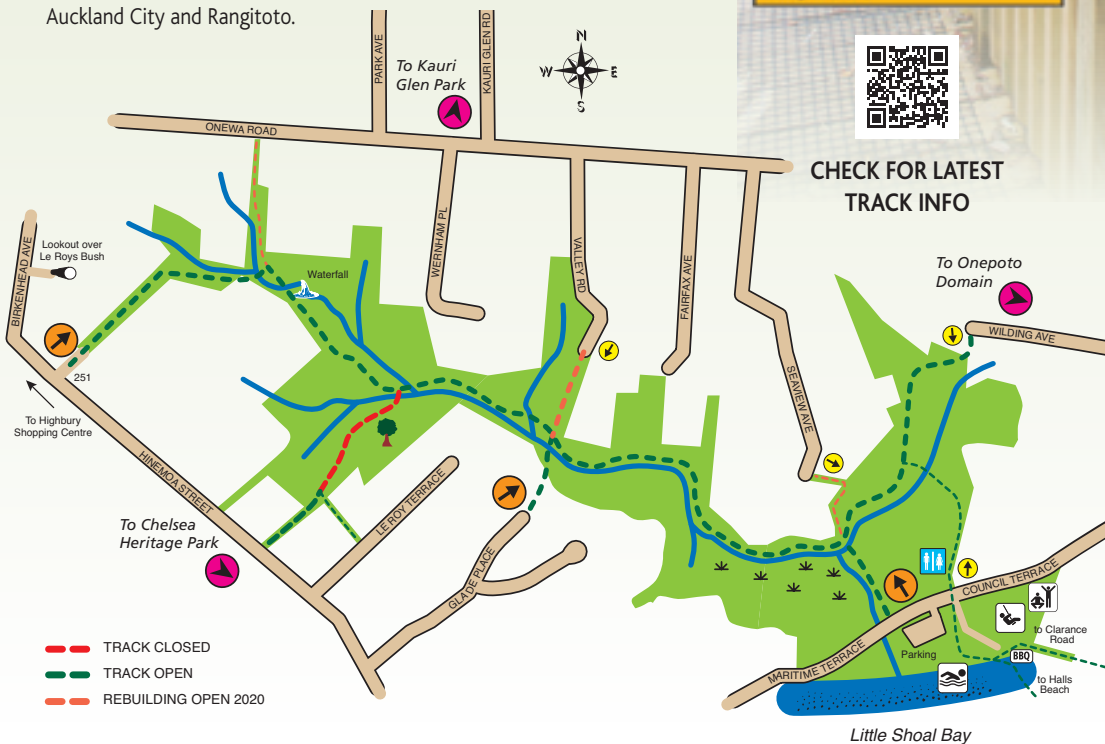 Auckland City and Rangitoto.
PARK AVE
KAURI GLEN RD
To Kauri
Glen Park
N
W E
S
ONEWA ROAD
CHECK FOR LATEST
TRACK INFO
BIRKENHEAD AVE
Lookout over
Le Roys Bush
Waterfall
WERNHAM PL
VALLEY RD
FAIRFAX AVE
SEAVIEW AVE
To Onepoto
Domain
WILDING AVE
251
To Highbury
Shopping Centre
HINEMOA STREET
LE ROY TERRACE
To Chelsea
Heritage Park
GLADE PLACE
COUNCIL TERRACE
to Clarance
Road
Parking
BBQ
MARITIME TERRACE
to Halls
Beach
TRACK CLOSED
TRACK OPEN
REBUILDING OPEN 2020
Little Shoal Bay